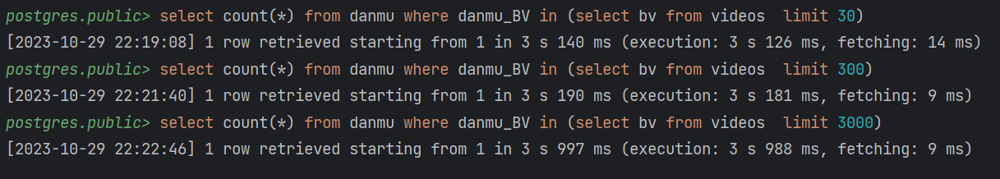 postgres.public> select count(*) from danmu where danmu_BV in (select bv from videos  limit 30)
[2023-10-29 22:19:08] 1 row retrieved starting from 1 in 3 s 140 ms (execution: 3 s 126 ms, fetching: 14 ms)
postgres.public> select count(*) from danmu where danmu_BV in (select bv from videos  limit 300)
[2023-10-29 22:21:40] 1 row retrieved starting from 1 in 3 s 190 ms (execution: 3 s 181 ms, fetching: 9 ms)
postgres.public> select count(*) from danmu where danmu_BV in (select bv from videos  limit 3000)
[2023-10-29 22:22:46] 1 row retrieved starting from 1 in 3 s 997 ms (execution: 3 s 988 ms, fetching: 9 ms)